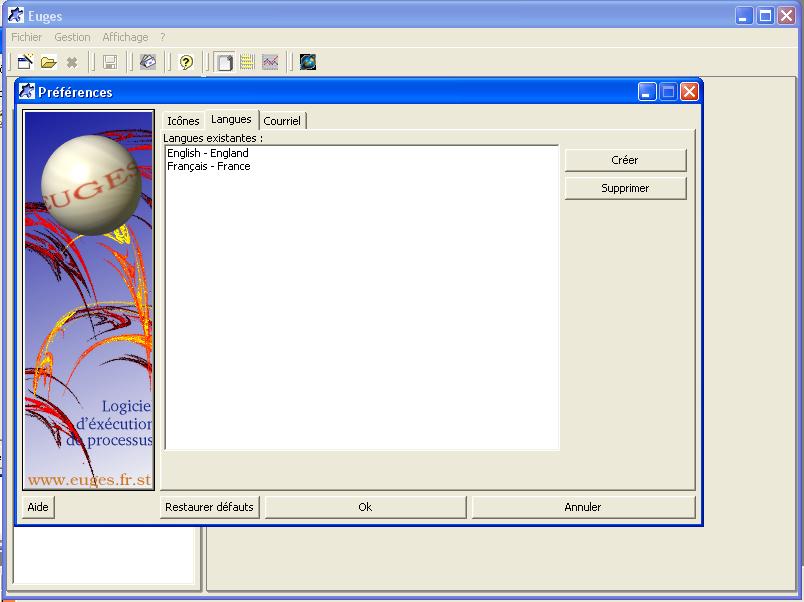 Euges
Fichier Gestion Affichage ?
Préférences
Icônes Langues Courriel
Langues existantes :
English - England
Français - France
Créer
Supprimer
EUGES
Logicie
d'éxécution
de processus
www.euges.fr.st
Aide Restaurer défauts Ok Annuler